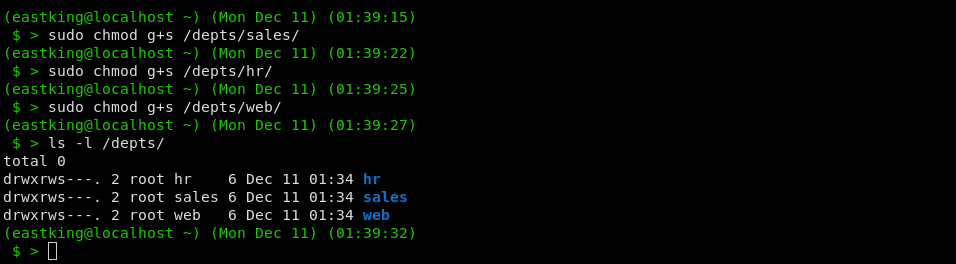 (eastking@localhost ~) (Mon Dec 11) (01:39:15)
 $ > sudo chmod g+s /depts/sales/
(eastking@localhost ~) (Mon Dec 11) (01:39:22)
 $ > sudo chmod g+s /depts/hr/
(eastking@localhost ~) (Mon Dec 11) (01:39:25)
 $ > sudo chmod g+s /depts/web/
(eastking@localhost ~) (Mon Dec 11) (01:39:27)
 $ > ls -l /depts/
total 0
drwxrws---. 2 root hr    6 Dec 11 01:34 hr
drwxrws---. 2 root sales 6 Dec 11 01:34 sales
drwxrws---. 2 root web   6 Dec 11 01:34 web
(eastking@localhost ~) (Mon Dec 11) (01:39:32)
 $ >